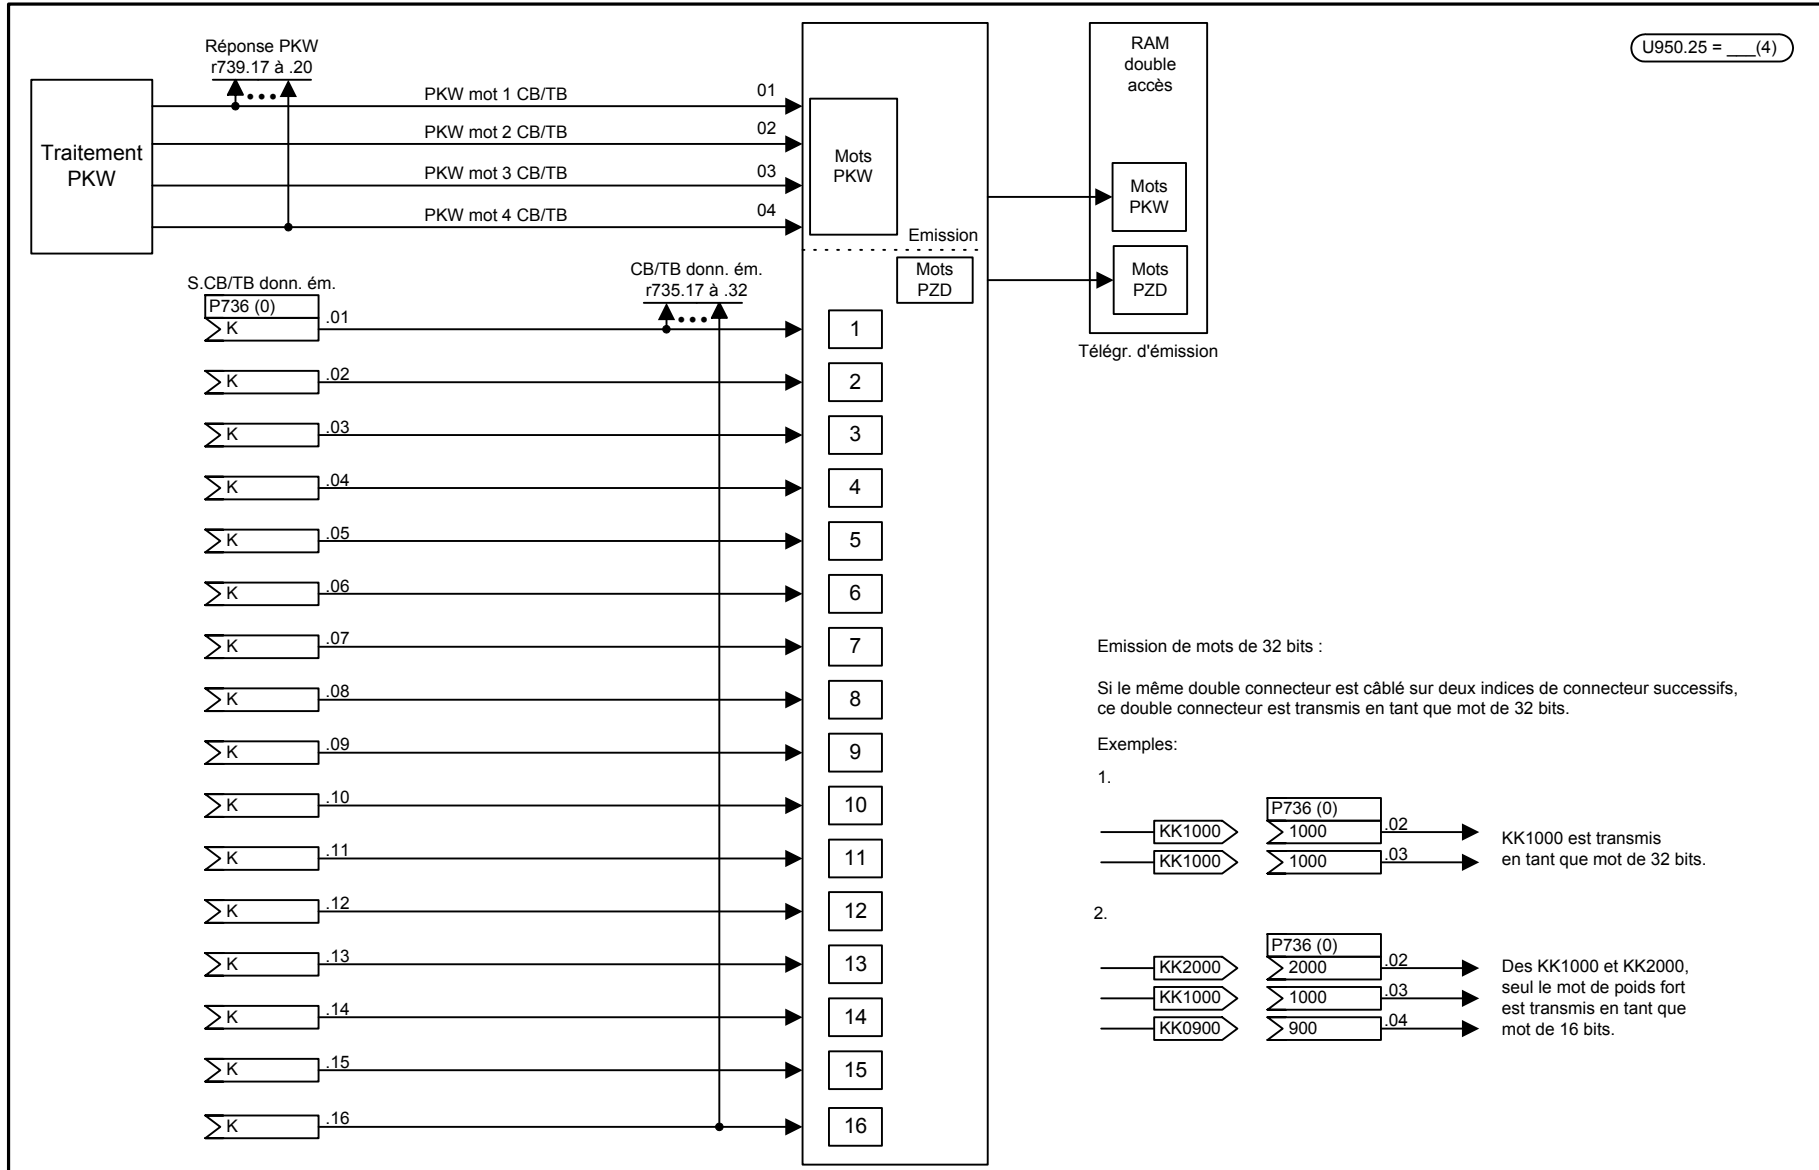 U950.25 = ___(4)
Réponse PKW
r739.17 à .20
Traitement
PKW
PKW mot 1 CB/TB 01
PKW mot 2 CB/TB 02
PKW mot 3 CB/TB 03
PKW mot 4 CB/TB 04
Mots
PKW
Emission
Mots
PZD
RAM
double
accès
Mots
PKW
Mots
PZD
Télégr. d'émission
S.CB/TB donn. ém.
P736 (0)
CB/TB donn. ém.
r735.17 à .32
K .01 1
K .02 2
K .03 3
K .04 4
K .05 5
K .06 6
K .07 7
K .08 8
K .09 9
K .10 10
K .11 11
K .12 12
K .13 13
K .14 14
K .15 15
K .16 16
Emission de mots de 32 bits :
Si le même double connecteur est câblé sur deux indices de connecteur successifs,
ce double connecteur est transmis en tant que mot de 32 bits.
Exemples:
1.
P736 (0)
KK1000 1000 .02
KK1000 1000 .03
KK1000 est transmis
en tant que mot de 32 bits.
2.
P736 (0)
KK2000 2000 .02
KK1000 1000 .03
KK0900 900 .04
Des KK1000 et KK2000,
seul le mot de poids fort
est transmis en tant que
mot de 16 bits.